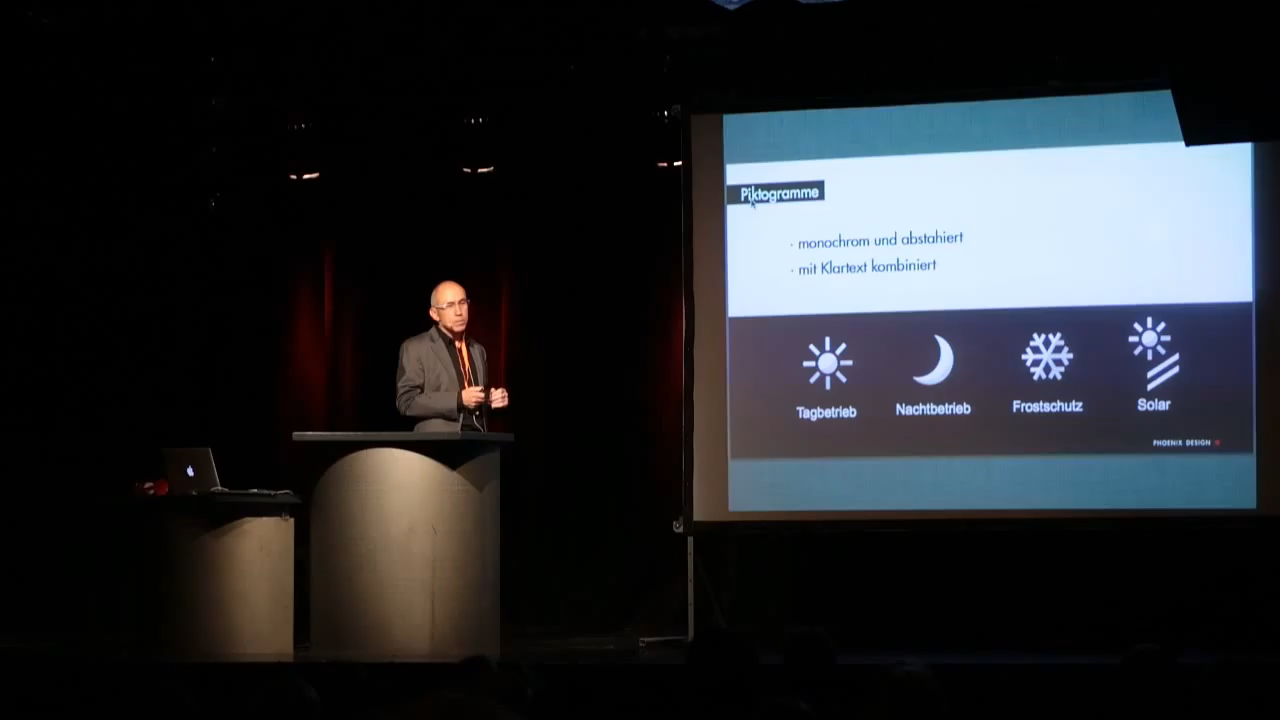 Piktogramme
· monochrom und abstahiert
· mit Klartext kombiniert
Tagbetrieb Nachtbetrieb Frostschutz Solar
PHOENIX DESIGN